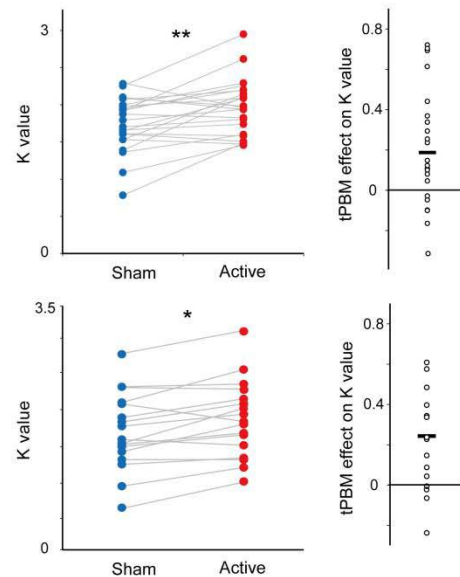 3
**
K value
0
Sham
Active
0.8
0.4
0
tPBM effect on K value
3.5
*
K value
0
Sham
Active
0.8
0.4
0
tPBM effect on K value